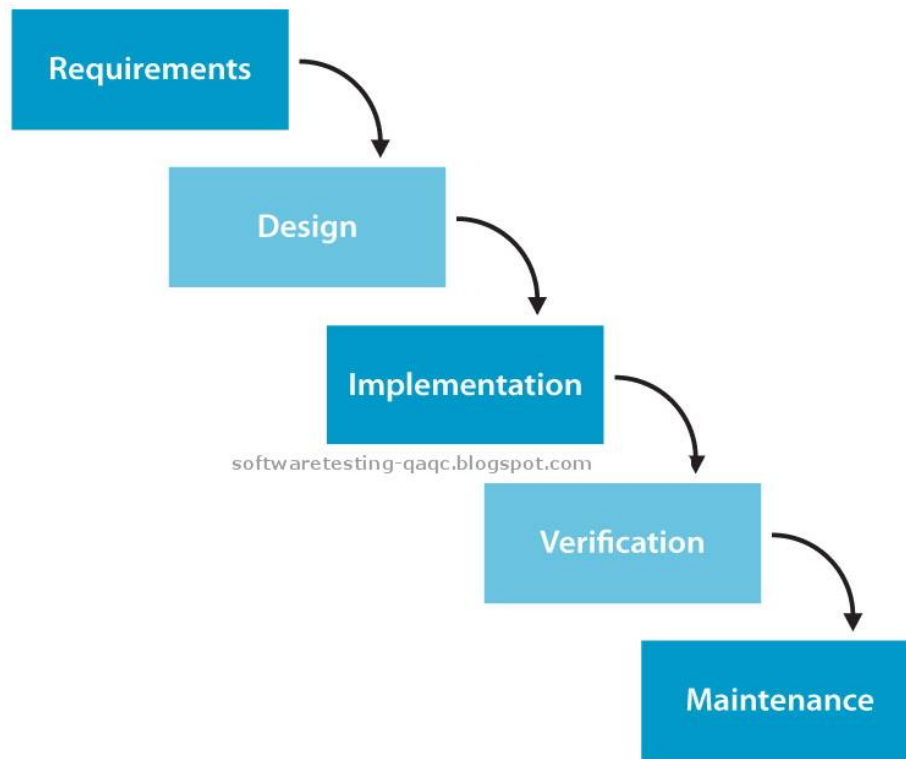 Requirements
Design
Implementation
softwaretesting-qaqc.blogspot.com
Verification
Maintenance